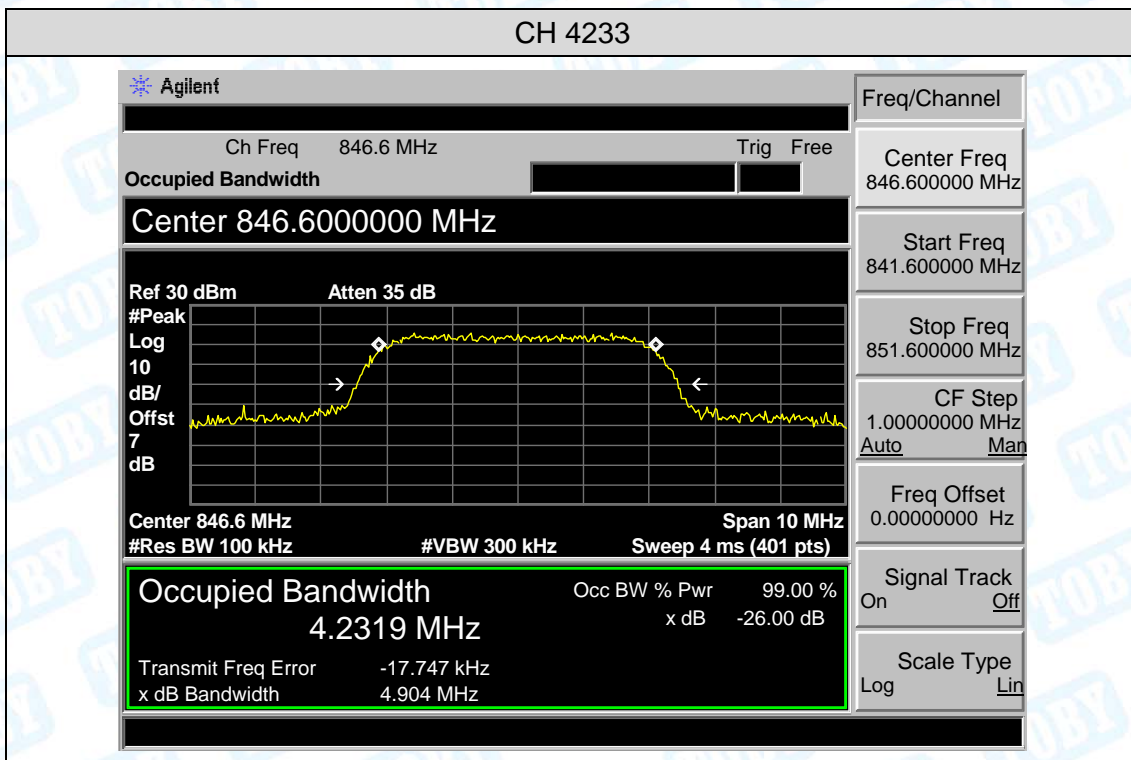 CH 4233
Agilent
Freq/Channel
Ch Freq 846.6 MHz Trig Free
Occupied Bandwidth
Center 846.6000000 MHz
Ref 30 dBm Atten 35 dB
#Peak
Log
10
dB/
Offst
7
dB
Center 846.6 MHz Span 10 MHz
#Res BW 100 kHz #VBW 300 kHz Sweep 4 ms (401 pts)
Occupied Bandwidth Occ BW % Pwr 99.00 %
4.2319 MHz x dB -26.00 dB
Transmit Freq Error -17.747 kHz
x dB Bandwidth 4.904 MHz
Center Freq
846.600000 MHz
Start Freq
841.600000 MHz
Stop Freq
851.600000 MHz
CF Step
1.00000000 MHz
Auto Man
Freq Offset
0.00000000 Hz
Signal Track
On Off
Scale Type
Log Lin
TOBY